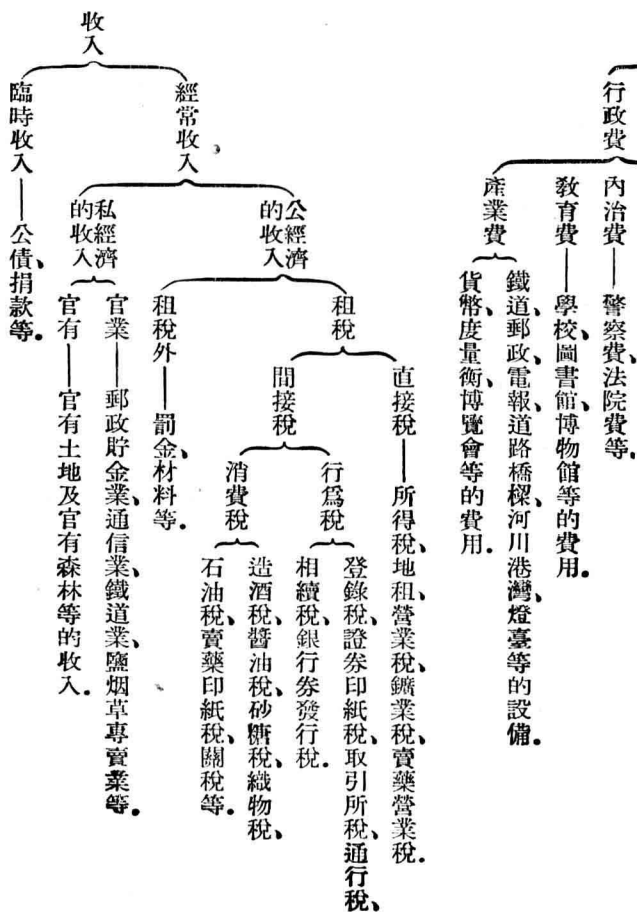 行政費
內治費——警察費、法院費等.
敎育費——學校、圖書館、博物館等的費用.
產業費
鐵道、郵政、電報、道路、橋樑、河川、港灣、燈臺等的設備.
貨幣、度量衡、博覽會等的費用.
收入
經常收入
公經濟
的收入
租稅
直接稅——所得稅、地租、營業稅、鑛業稅、賣藥營業稅.
間接稅
行爲稅
登錄稅、證券印紙稅、取引所稅、通行稅、
相續稅、銀行券發行稅.
消費稅
造酒稅、醬油稅、砂糖稅、織物稅、
石油稅、賣藥印紙稅、關稅等.
租稅外——罰金、材料等.
私經濟
的收入
官業——郵政貯金業、通信業、鐵道業、鹽烟草專賣業等.
官有——官有土地及官有森林等的收入.
臨時收入——公債、捐款等.